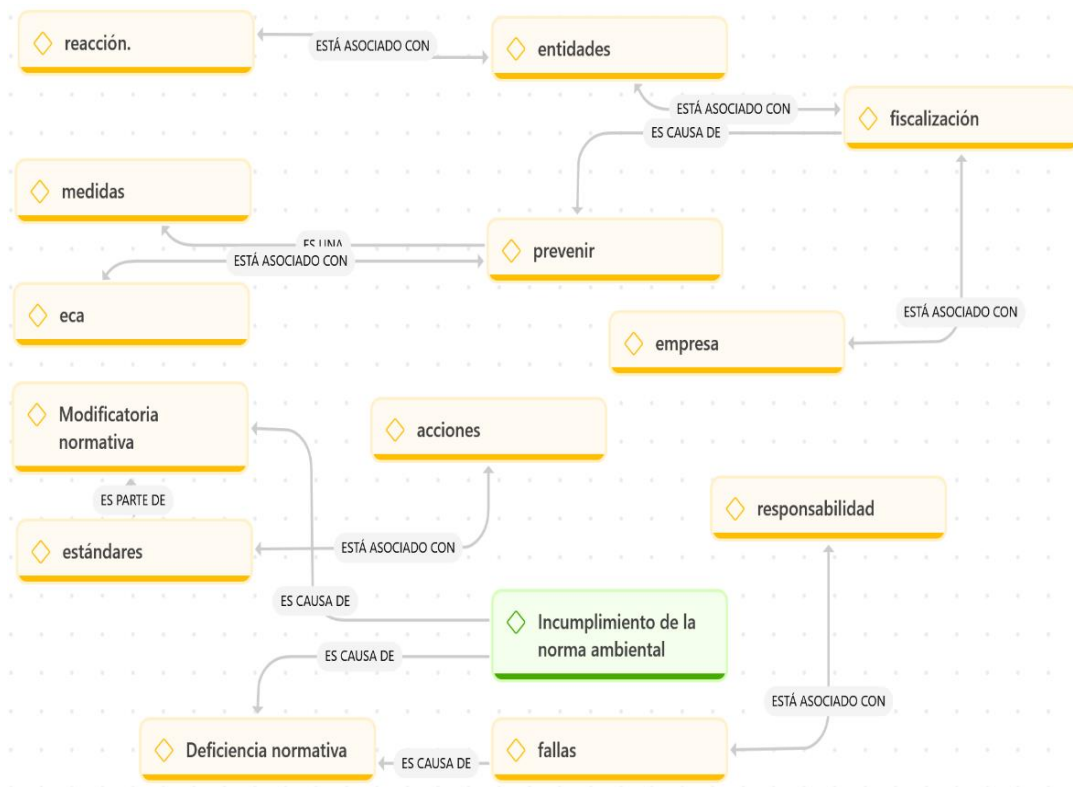 reacción.
ESTÁ ASOCIADO CON
entidades
ESTÁ ASOCIADO CON
fiscalización
ES CAUSA DE
medidas
ES UNA
ESTÁ ASOCIADO CON
prevenir
eca
ESTÁ ASOCIADO CON
empresa
Modificatoria
normativa
acciones
ES PARTE DE
responsabilidad
estándares
ESTÁ ASOCIADO CON
ES CAUSA DE
Incumplimiento de la
norma ambiental
ES CAUSA DE
ESTÁ ASOCIADO CON
Deficiencia normativa
ES CAUSA DE
fallas